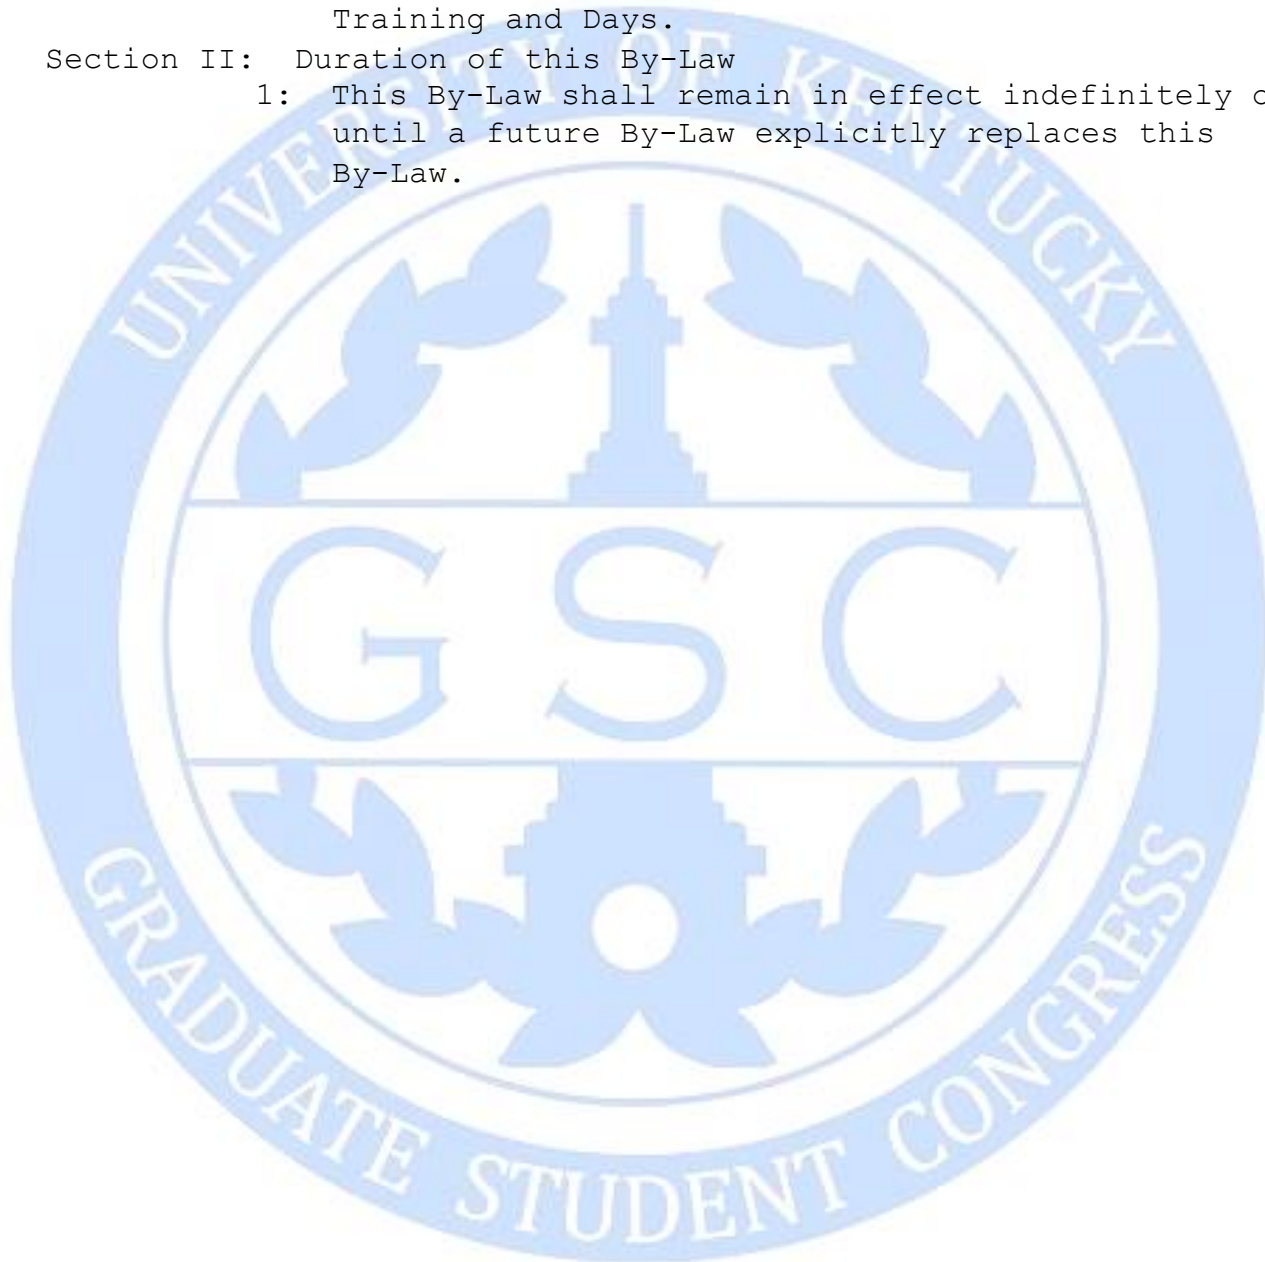 Training and Days.
Section II: Duration of this By-Law
1: This By-Law shall remain in effect indefinitely
until a future By-Law explicitly replaces this
By-Law.
UNIVERSITY OF KENTUCKY
GSC
GRADUATE STUDENT CONGRESS